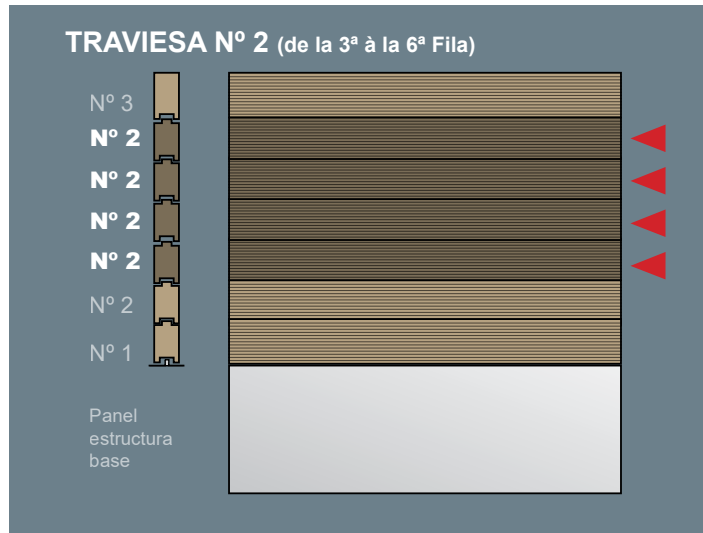 TRAVIESA Nº 2 (de la 3ª à la 6ª Fila)
Nº 3
Nº 2
Nº 2
Nº 2
Nº 2
Nº 2
Nº 1
Panel
estructura
base